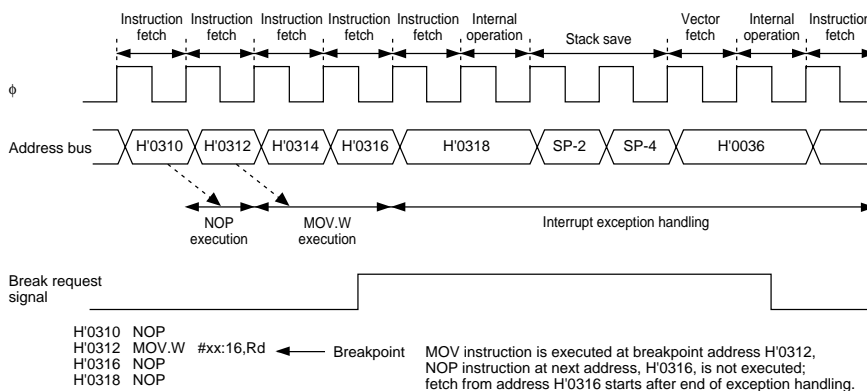 Instruction fetch
Instruction fetch
Instruction fetch
Instruction fetch
Instruction fetch
Internal operation
Stack save
Vector fetch
Internal operation
Instruction fetch
φ
Address bus
H'0310
H'0312
H'0314
H'0316
H'0318
SP-2
SP-4
H'0036
NOP execution
MOV.W execution
Interrupt exception handling
Break request
signal
H'0310 NOP
H'0312 MOV.W #xx:16,Rd
H'0316 NOP
H'0318 NOP
Breakpoint
MOV instruction is executed at breakpoint address H'0312,
NOP instruction at next address, H'0316, is not executed;
fetch from address H'0316 starts after end of exception handling.